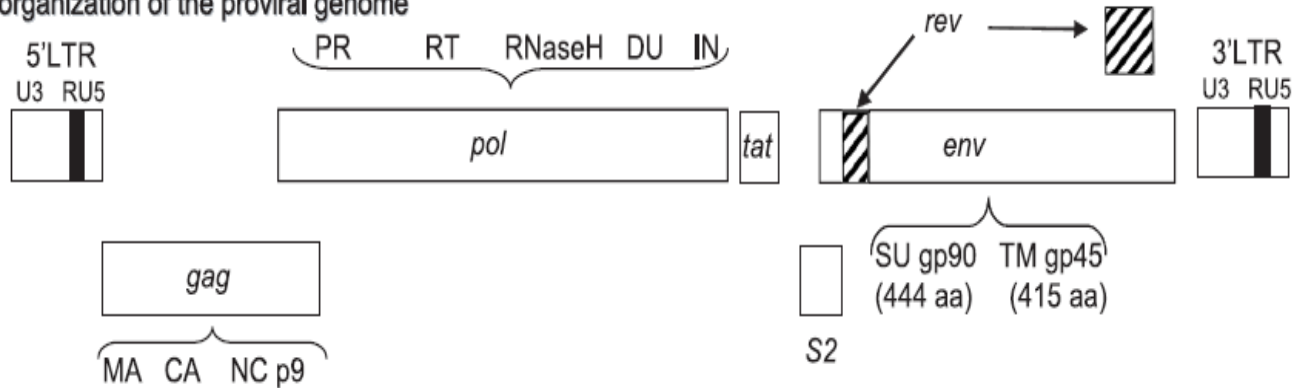 organization of the proviral genome
5'LTR
U3 RU5
PR RT RNaseH DU IN
rev
3'LTR
U3 RU5
pol
tat
env
gag
MA CA NC p9
S2
SU gp90 TM gp45
(444 aa) (415 aa)